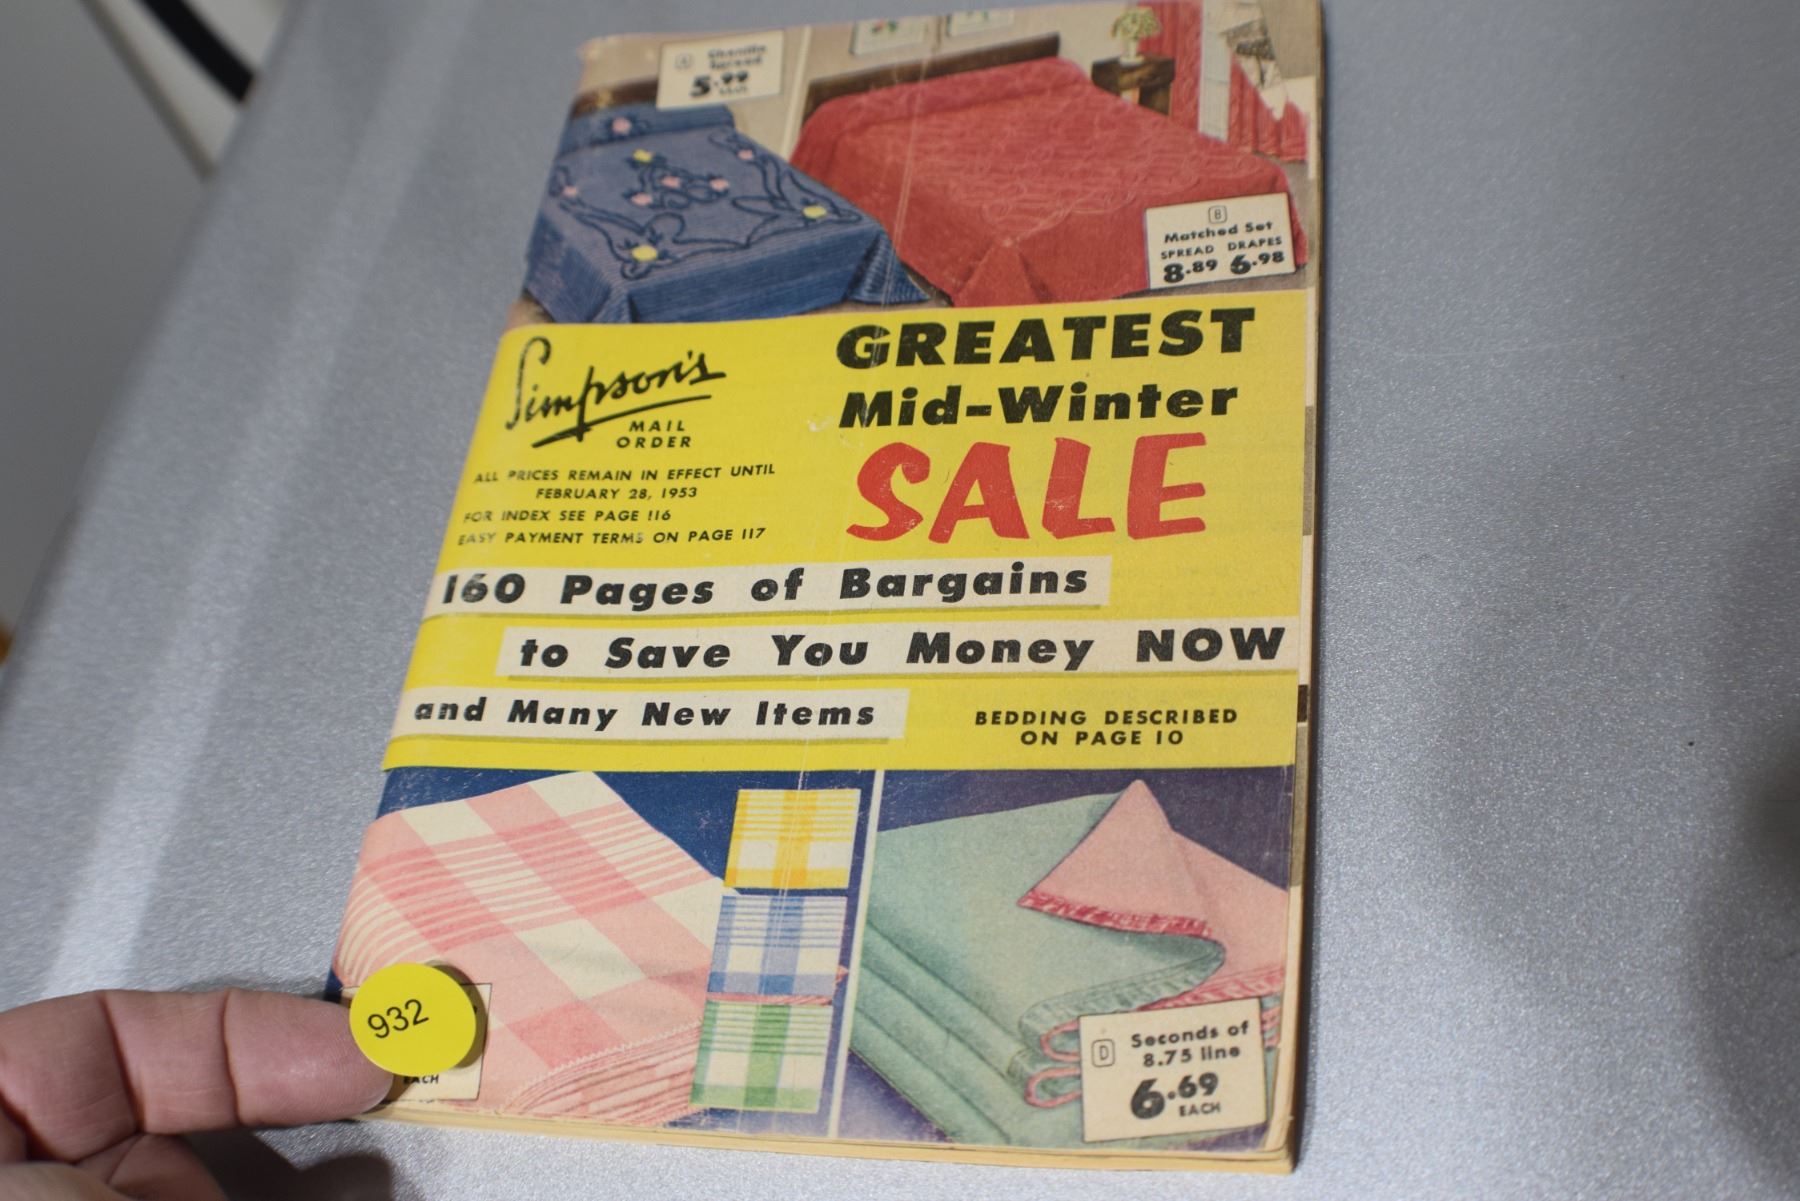 A Chenille
Spread
5.99
EACH
B
Matched Set
SPREAD DRAPES
8.89 6.98
Simpson's
MAIL
ORDER
GREATEST
Mid-Winter
SALE
ALL PRICES REMAIN IN EFFECT UNTIL
FEBRUARY 28, 1953
FOR INDEX SEE PAGE 116
EASY PAYMENT TERMS ON PAGE 117
160 Pages of Bargains
to Save You Money NOW
and Many New Items
BEDDING DESCRIBED
ON PAGE 10
932
EACH
D Seconds of
8.75 line
6.69
EACH